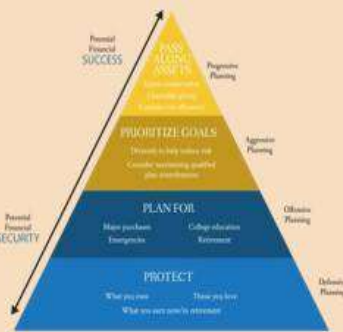 Potential
Financial
SUCCESS
PASS
ALONG
ASSETS
Progressive
Planning
PRIORITIZE GOALS
Diversify to help reduce risk
Consider maximizing qualified
plan contributions
Aggressive
Planning
PLAN FOR
Major purchases College education
Emergencies Retirement
Offensive
Planning
Potential
Financial
SECURITY
PROTECT
What you own Those you love
What you earn now/in retirement
Defensive
Planning